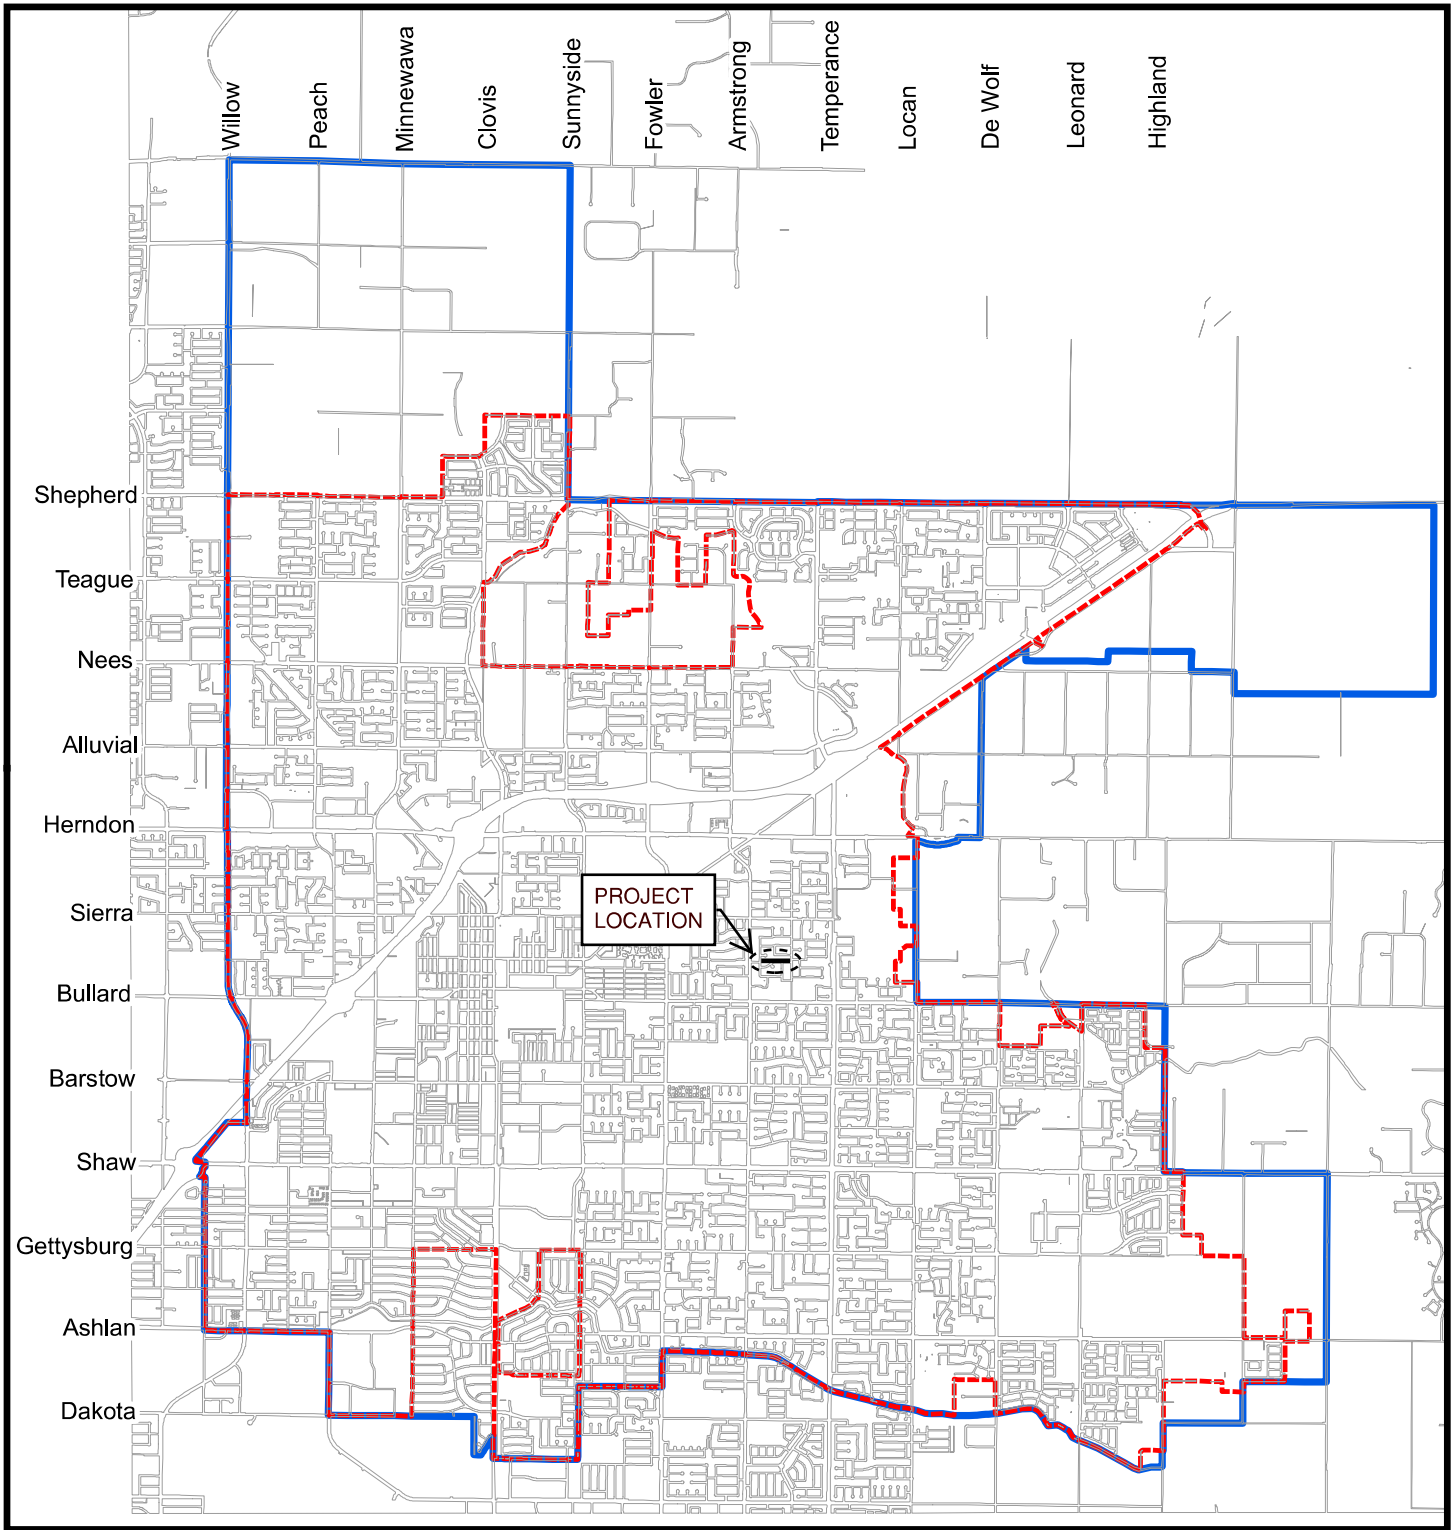 Willow
Peach
Minnewawa
Clovis
Sunnyside
Fowler
Armstrong
Temperance
Locan
De Wolf
Leonard
Highland
Shepherd
Teague
Nees
Alluvial
Herndon
Sierra
Bullard
Barstow
Shaw
Gettysburg
Ashlan
Dakota
PROJECT
LOCATION